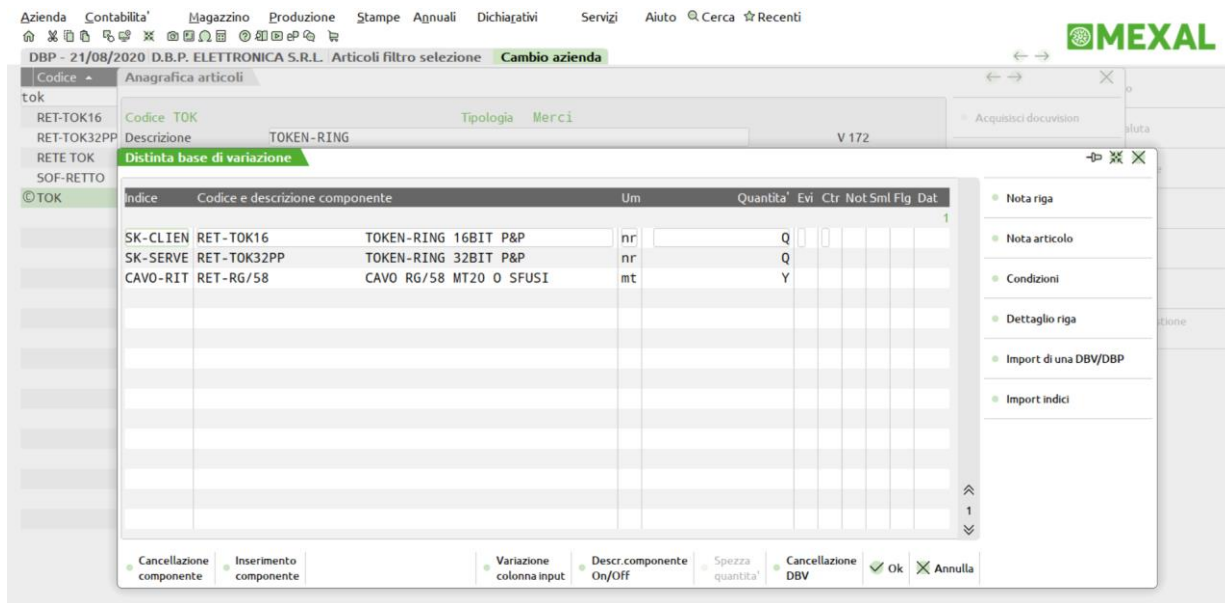 Azienda Contabilita' Magazzino Produzione Stampe Annuali Dichiarativi Servizi Aiuto Cerca Recenti
MEXAL
DBP - 21/08/2020 D.B.P. ELETTRONICA S.R.L. Articoli filtro selezione Cambio azienda
Codice Anagrafica articoli
tok
RET-TOK16 Codice TOK Tipologia Merci Acquisisci docuvision
RET-TOK32PP Descrizione TOKEN-RING V 172
RETE TOK Distinta base di variazione
SOF-RETTO
©TOK Indice Codice e descrizione componente Um Quantita' Evi Ctr Not Sml Flg Dat Nota riga
1
SK-CLIEN RET-TOK16 TOKEN-RING 16BIT P&P nr Q Nota articolo
SK-SERVE RET-TOK32PP TOKEN-RING 32BIT P&P nr Q
CAVO-RIT RET-RG/58 CAVO RG/58 MT20 O SFUSI mt Y Condizioni
Dettaglio riga
Import di una DBV/DBP
Import indici
1
Cancellazione componente Inserimento componente Variazione colonna input Descr.componente On/Off Spezza quantita' Cancellazione DBV Ok Annulla